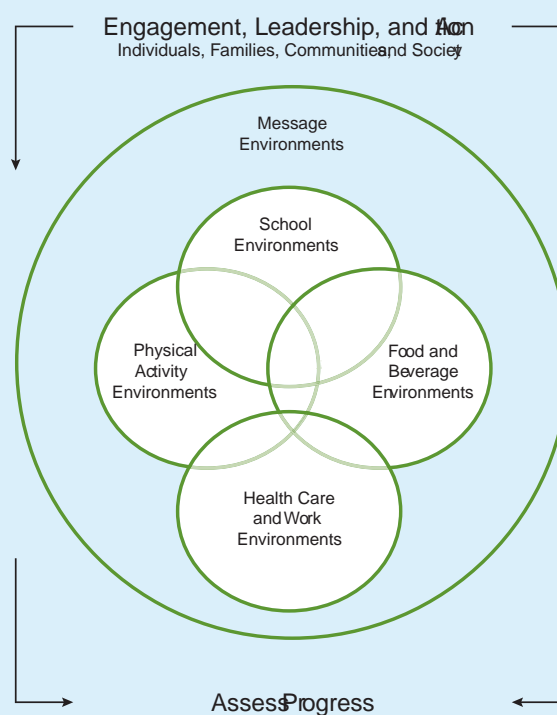 Engagement, Leadership, and Action
Individuals, Families, Communities, and Society
Message
Environments
School
Environments
Physical
Activity
Environments
Food and
Beverage
Environments
Health Care
and Work
Environments
Assess Progress